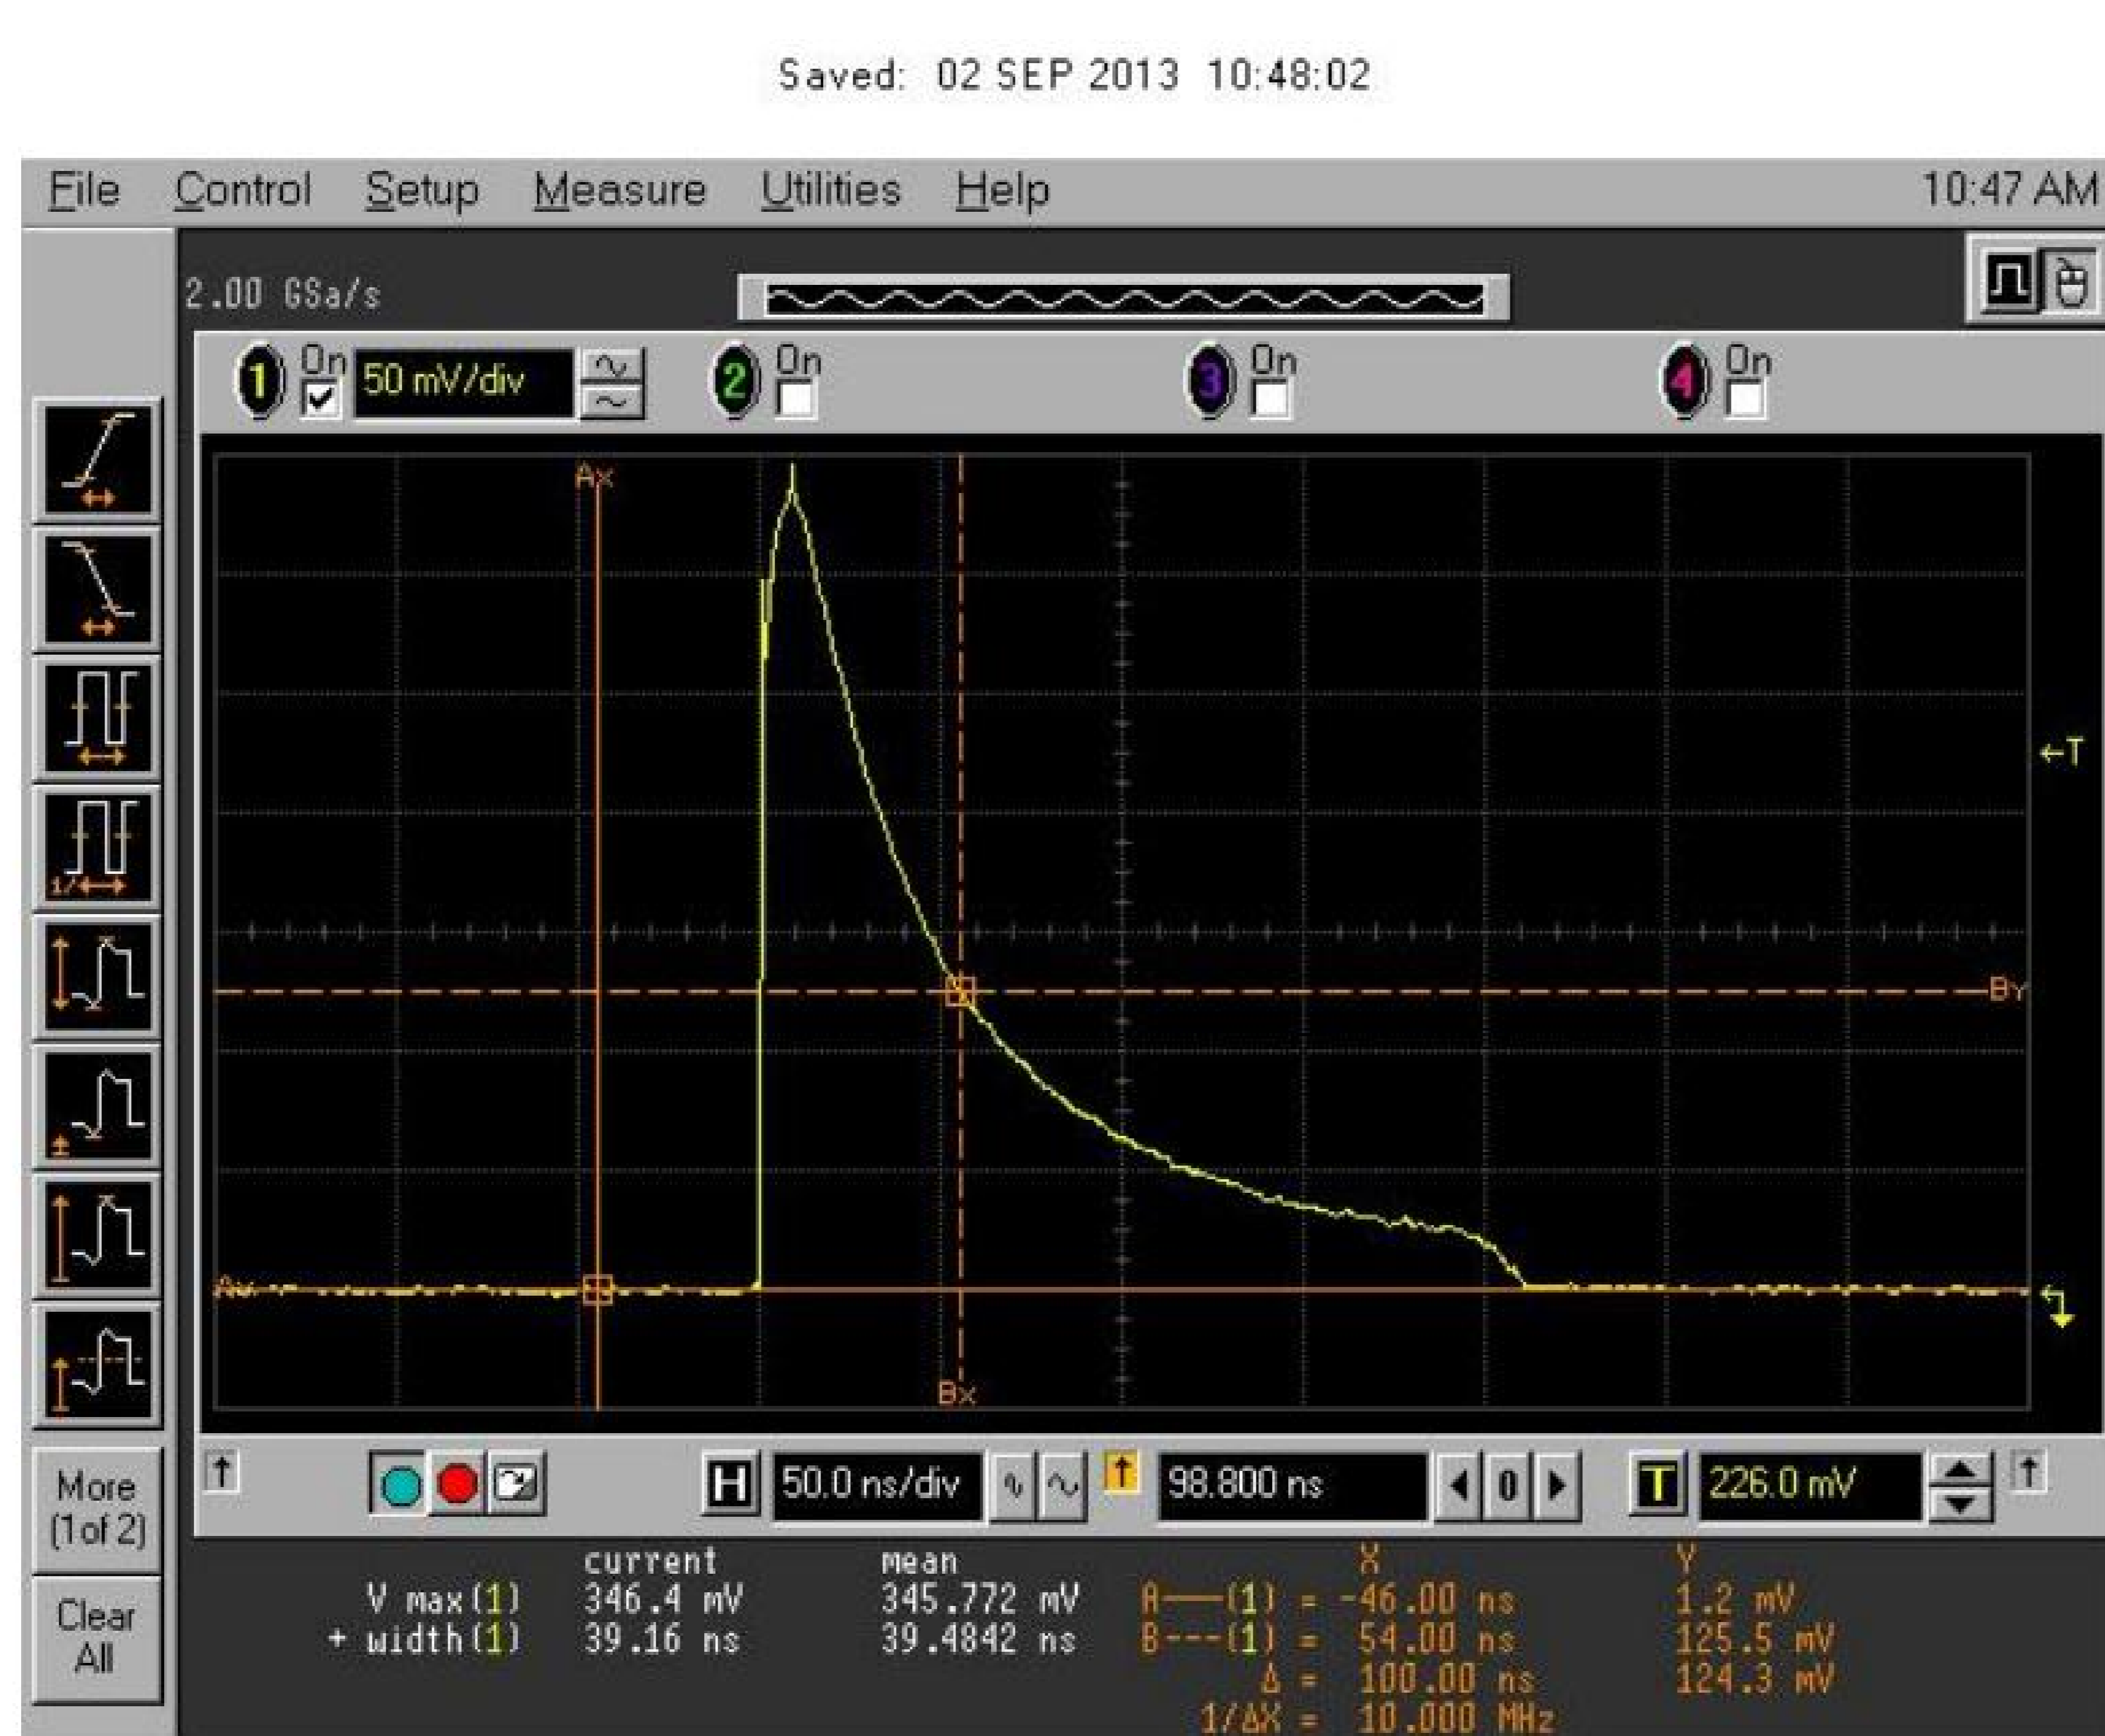 Saved: 02 SEP 2013 10:48:02
File Control Setup Measure Utilities Help 10:47 AM
2.00 GSa/s
1 On 50 mV/div 2 On 3 On 4 On
Ax
←T
By
Ay
Bx
More (1 of 2)
H 50.0 ns/div 98.800 ns 0 T 226.0 mV
Clear All
current mean X Y
V max(1) 346.4 mV 345.772 mV A——(1) = -46.00 ns 1.2 mV
+ width(1) 39.16 ns 39.4842 ns B---(1) = 54.00 ns 125.5 mV
Δ = 100.00 ns 124.3 mV
1/ΔX = 10.000 MHz